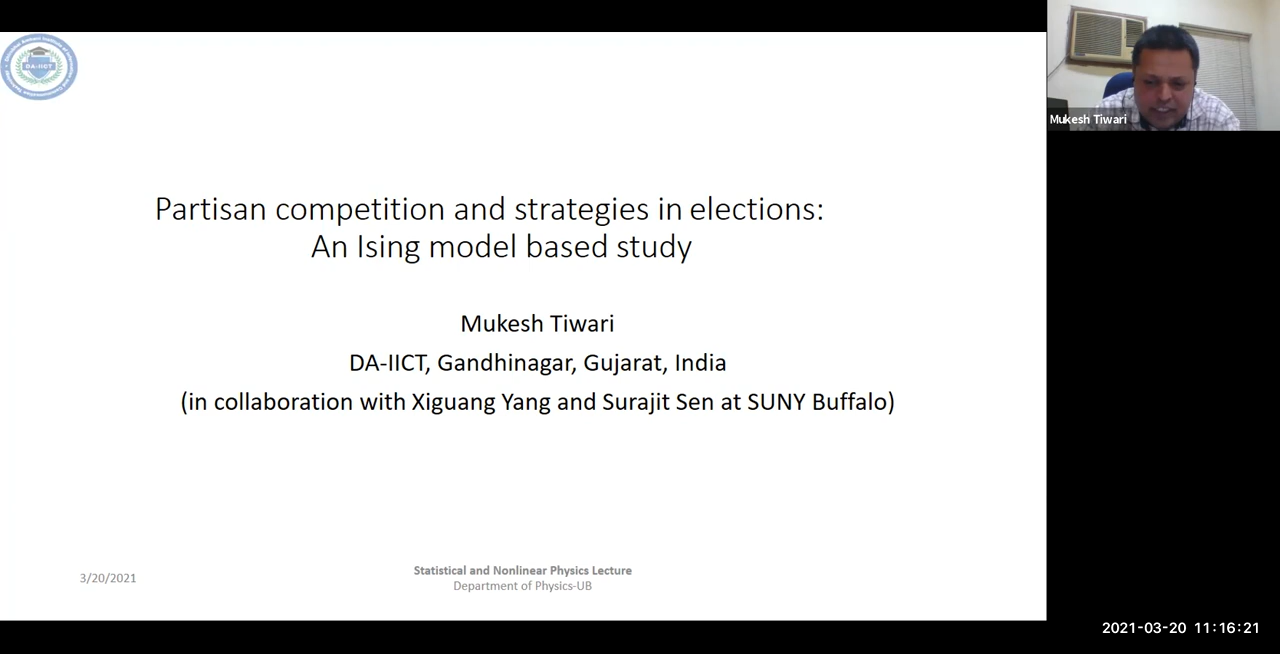 DA-IICT
Mukesh Tiwari
Partisan competition and strategies in elections:
An Ising model based study
Mukesh Tiwari
DA-IICT, Gandhinagar, Gujarat, India
(in collaboration with Xiguang Yang and Surajit Sen at SUNY Buffalo)
3/20/2021
Statistical and Nonlinear Physics Lecture
Department of Physics-UB
2021-03-20 11:16:21